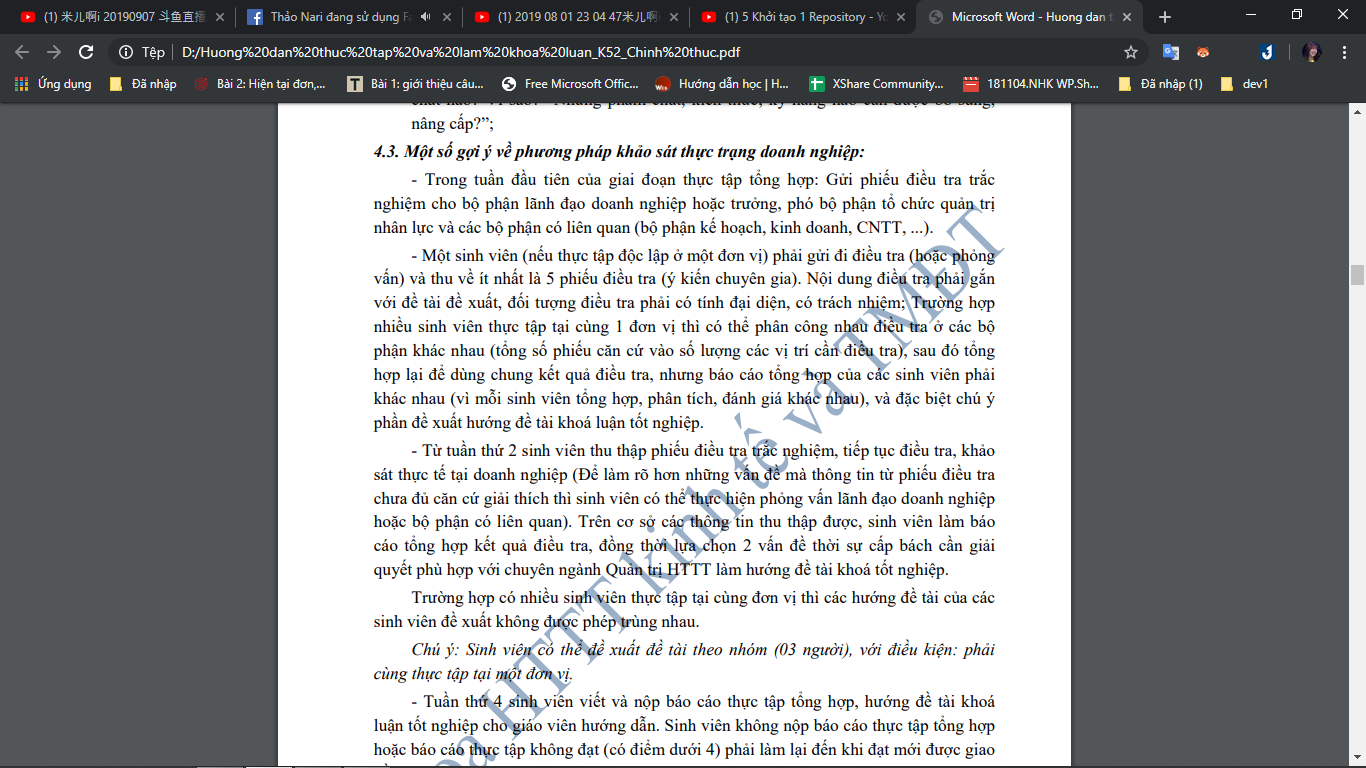 (1) 米儿啊i 20190907 斗鱼直播
Thảo Nari đang sử dụng Fa
(1) 2019 08 01 23 04 47米儿啊
(1) 5 Khởi tạo 1 Repository - Yo
Microsoft Word - Huong dan th
Tệp
D:/Huong%20dan%20thuc%20tap%20va%20lam%20khoa%20luan_K52_Chinh%20thuc.pdf
Ứng dụng
Đã nhập
Bài 2: Hiện tại đơn,...
Bài 1: giới thiệu câu...
Free Microsoft Offic...
Hướng dẫn học | H...
XShare Community...
181104.NHK WP.Sh...
Đã nhập (1)
dev1
chất nào? Vì sao? Những phẩm chất, kiến thức, kỹ năng nào cần được bổ sung,
nâng cấp?”;
4.3. Một số gợi ý về phương pháp khảo sát thực trạng doanh nghiệp:
- Trong tuần đầu tiên của giai đoạn thực tập tổng hợp: Gửi phiếu điều tra trắc
nghiệm cho bộ phận lãnh đạo doanh nghiệp hoặc trưởng, phó bộ phận tổ chức quản trị
nhân lực và các bộ phận có liên quan (bộ phận kế hoạch, kinh doanh, CNTT, ...).
- Một sinh viên (nếu thực tập độc lập ở một đơn vị) phải gửi đi điều tra (hoặc phỏng
vấn) và thu về ít nhất là 5 phiếu điều tra (ý kiến chuyên gia). Nội dung điều tra phải gắn
với đề tài đề xuất, đối tượng điều tra phải có tính đại diện, có trách nhiệm; Trường hợp
nhiều sinh viên thực tập tại cùng 1 đơn vị thì có thể phân công nhau điều tra ở các bộ
phận khác nhau (tổng số phiếu căn cứ vào số lượng các vị trí cần điều tra), sau đó tổng
hợp lại để dùng chung kết quả điều tra, nhưng báo cáo tổng hợp của các sinh viên phải
khác nhau (vì mỗi sinh viên tổng hợp, phân tích, đánh giá khác nhau), và đặc biệt chú ý
phần đề xuất hướng đề tài khoá luận tốt nghiệp.
- Từ tuần thứ 2 sinh viên thu thập phiếu điều tra trắc nghiệm, tiếp tục điều tra, khảo
sát thực tế tại doanh nghiệp (Để làm rõ hơn những vấn đề mà thông tin từ phiếu điều tra
chưa đủ căn cứ giải thích thì sinh viên có thể thực hiện phỏng vấn lãnh đạo doanh nghiệp
hoặc bộ phận có liên quan). Trên cơ sở các thông tin thu thập được, sinh viên làm báo
cáo tổng hợp kết quả điều tra, đồng thời lựa chọn 2 vấn đề thời sự cấp bách cần giải
quyết phù hợp với chuyên ngành Quản trị HTTT làm hướng đề tài khoá tốt nghiệp.
Trường hợp có nhiều sinh viên thực tập tại cùng đơn vị thì các hướng đề tài của các
sinh viên đề xuất không được phép trùng nhau.
Chú ý: Sinh viên có thể đề xuất đề tài theo nhóm (03 người), với điều kiện: phải
cùng thực tập tại một đơn vị.
- Tuần thứ 4 sinh viên viết và nộp báo cáo thực tập tổng hợp, hướng đề tài khoá
luận tốt nghiệp cho giáo viên hướng dẫn. Sinh viên không nộp báo cáo thực tập tổng hợp
hoặc báo cáo thực tập không đạt (có điểm dưới 4) phải làm lại đến khi đạt mới được giao
oa HTTT kinh tế và TMĐT